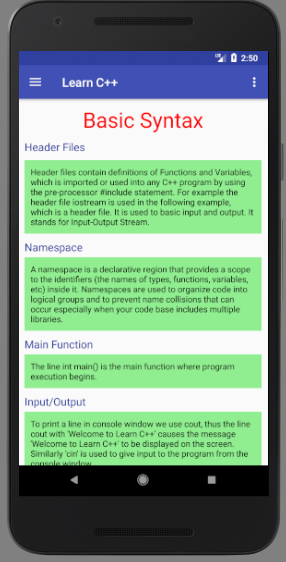 2:50
Learn C++
Basic Syntax
Header Files
Header files contain definitions of Functions and Variables,
which is imported or used into any C++ program by using
the pre-processor #include statement. For example the
header file iostream is used in the following example,
which is a header file. It is used to basic input and output. It
stands for Input-Output Stream.
Namespace
A namespace is a declarative region that provides a scope
to the identifiers (the names of types, functions, variables,
etc) inside it. Namespaces are used to organize code into
logical groups and to prevent name collisions that can
occur especially when your code base includes multiple
libraries.
Main Function
The line int main() is the main function where program
execution begins.
Input/Output
To print a line in console window we use cout, thus the line
cout with 'Welcome to Learn C++' causes the message
'Welcome to Learn C++' to be displayed on the screen.
Similarly 'cin' is used to give input to the program from the
console window